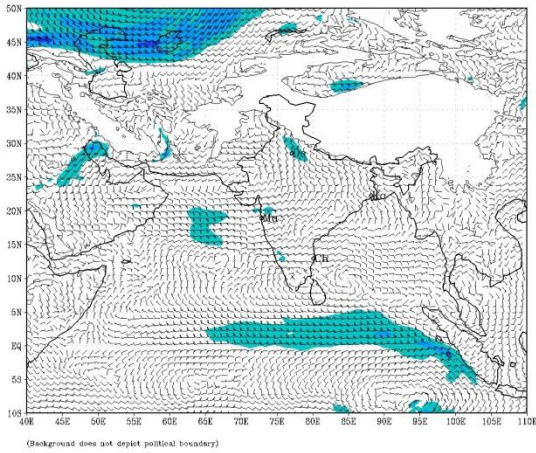 50N
45N
40N
35N
30N
25N
20N
15N
10N
5N
EQ
5S
10S
40E 45E 50E 55E 60E 65E 70E 75E 80E 85E 90E 95E 100E 105E 110E
Mu
Ch
(Background does not depict political boundary)